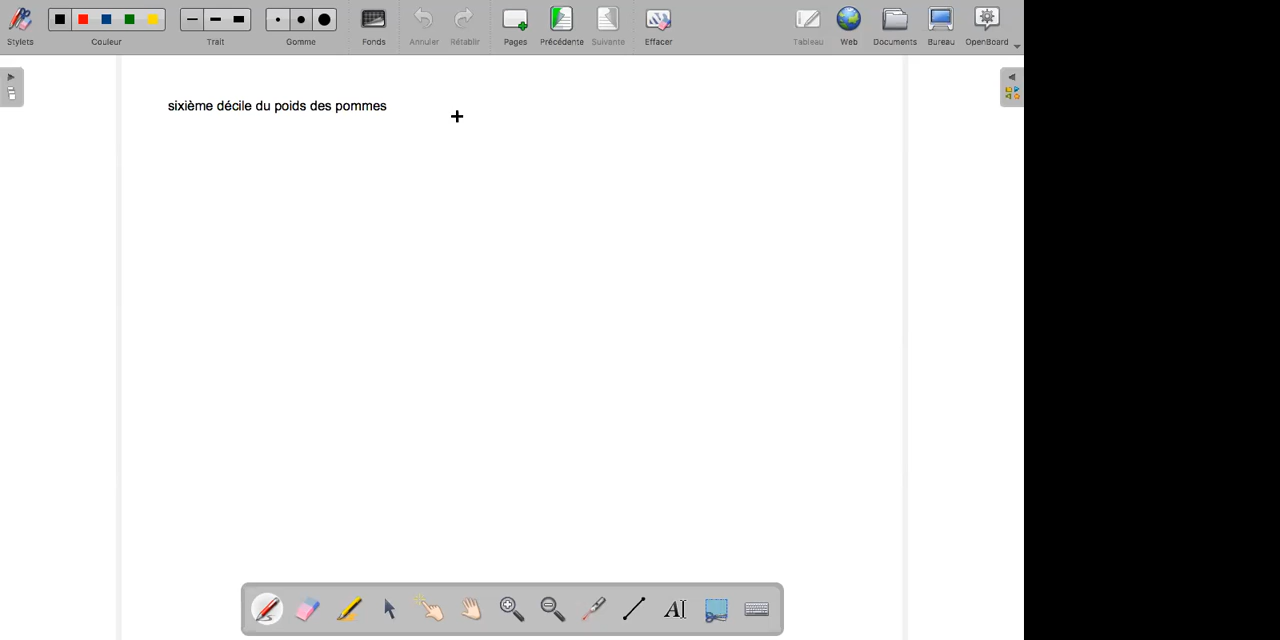 Stylets Couleur Trait Gomme Fonds Annuler Rétablir Pages Précédente Suivante Effacer Tableau Web Documents Bureau OpenBoard
sixième décile du poids des pommes